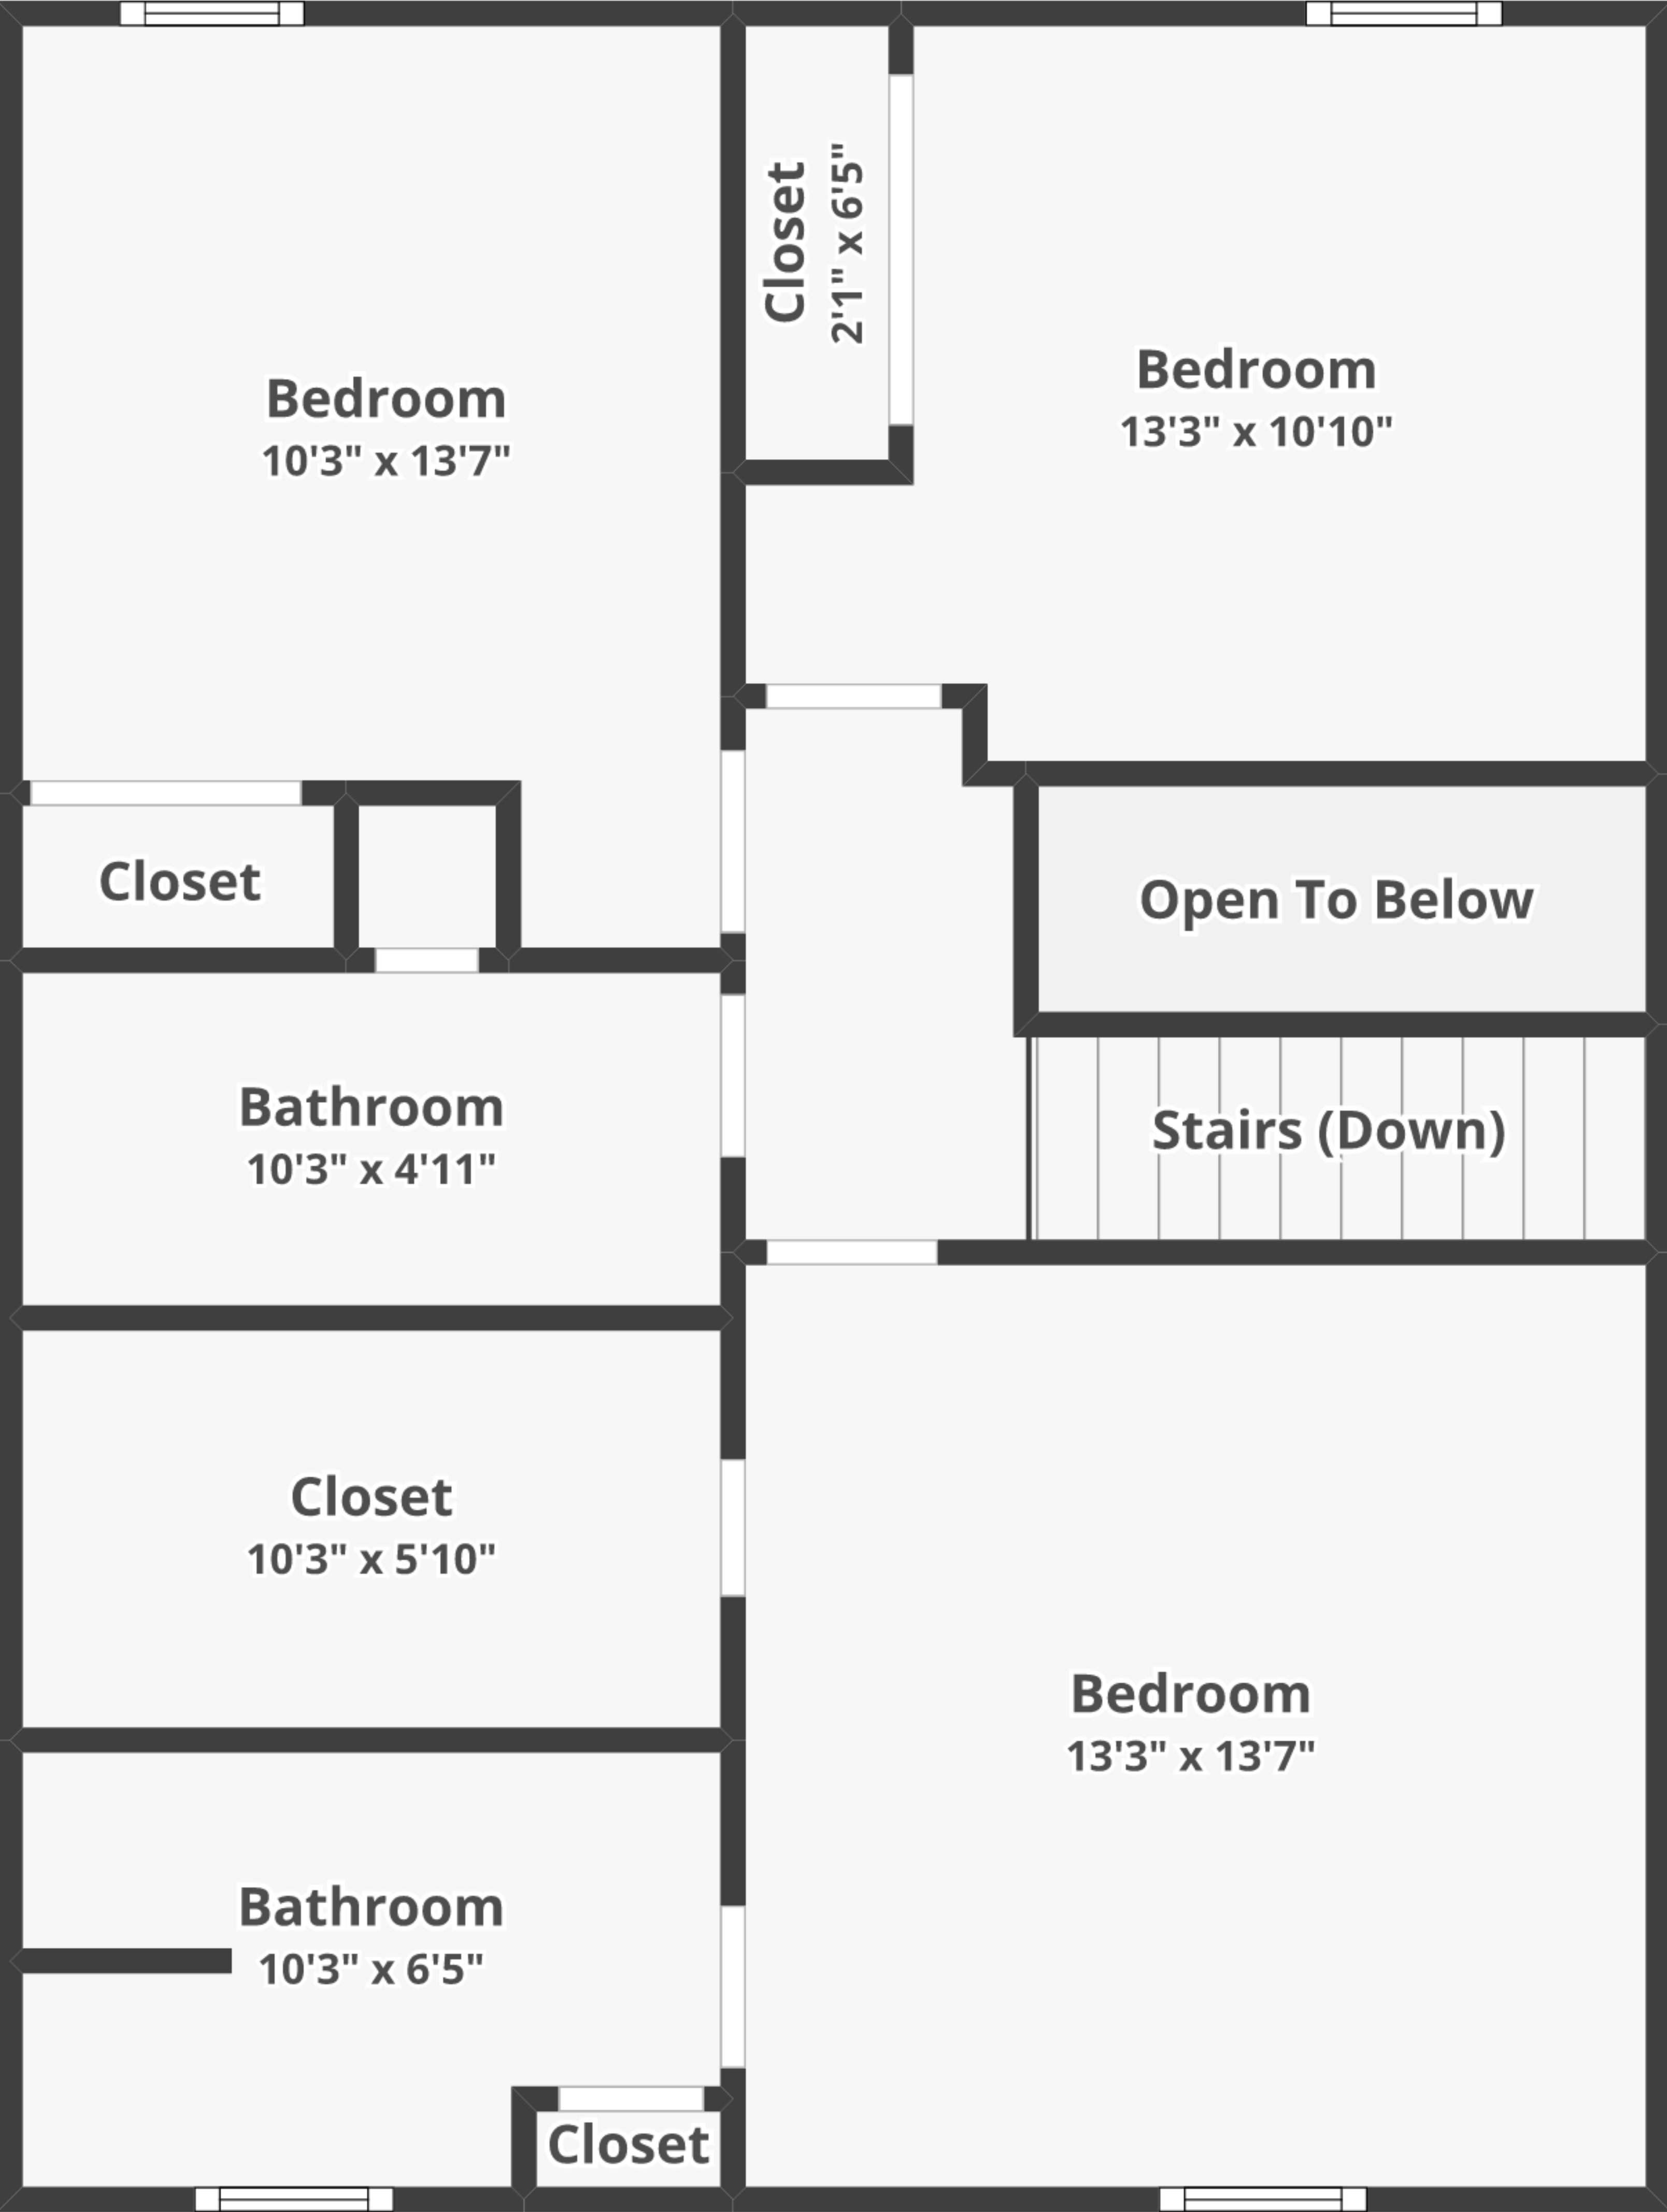 Closet
2'1" x 6'5"
Bedroom
10'3" x 13'7"
Bedroom
13'3" x 10'10"
Closet
Open To Below
Bathroom
10'3" x 4'11"
Stairs (Down)
Closet
10'3" x 5'10"
Bedroom
13'3" x 13'7"
Bathroom
10'3" x 6'5"
Closet